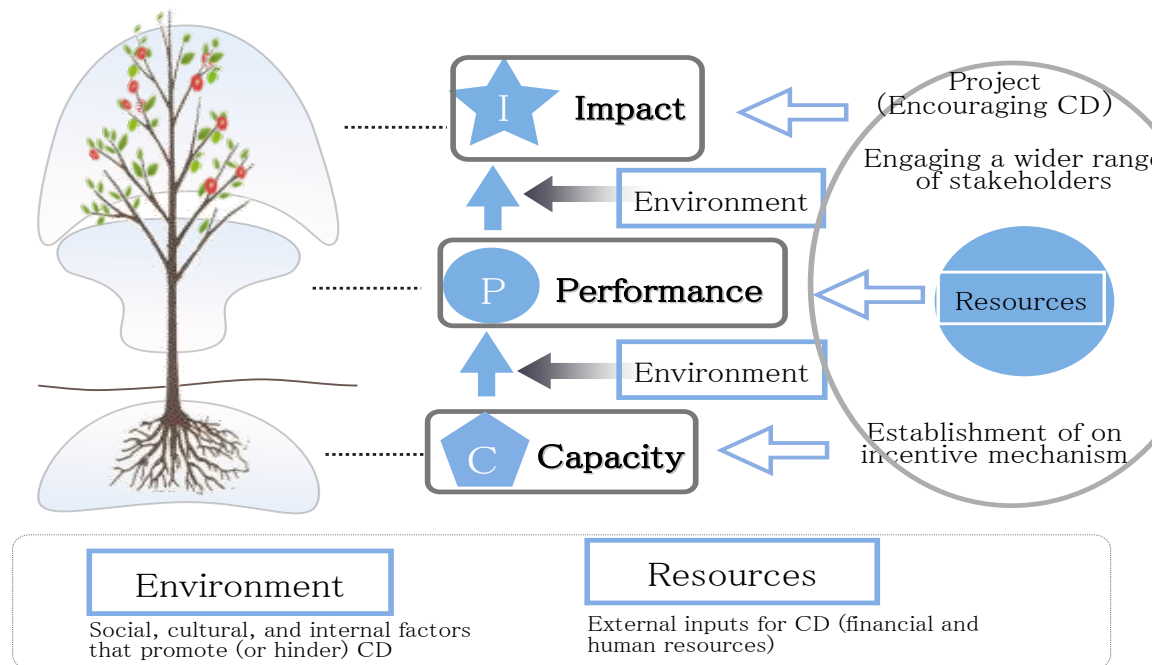 Project
(Encouraging CD)
I
Impact
Engaging a wider range
of stakeholders
Environment
P
Performance
Resources
Environment
Establishment of on
incentive mechanism
C
Capacity
Environment
Social, cultural, and internal factors
that promote (or hinder) CD
Resources
External inputs for CD (financial and
human resources)